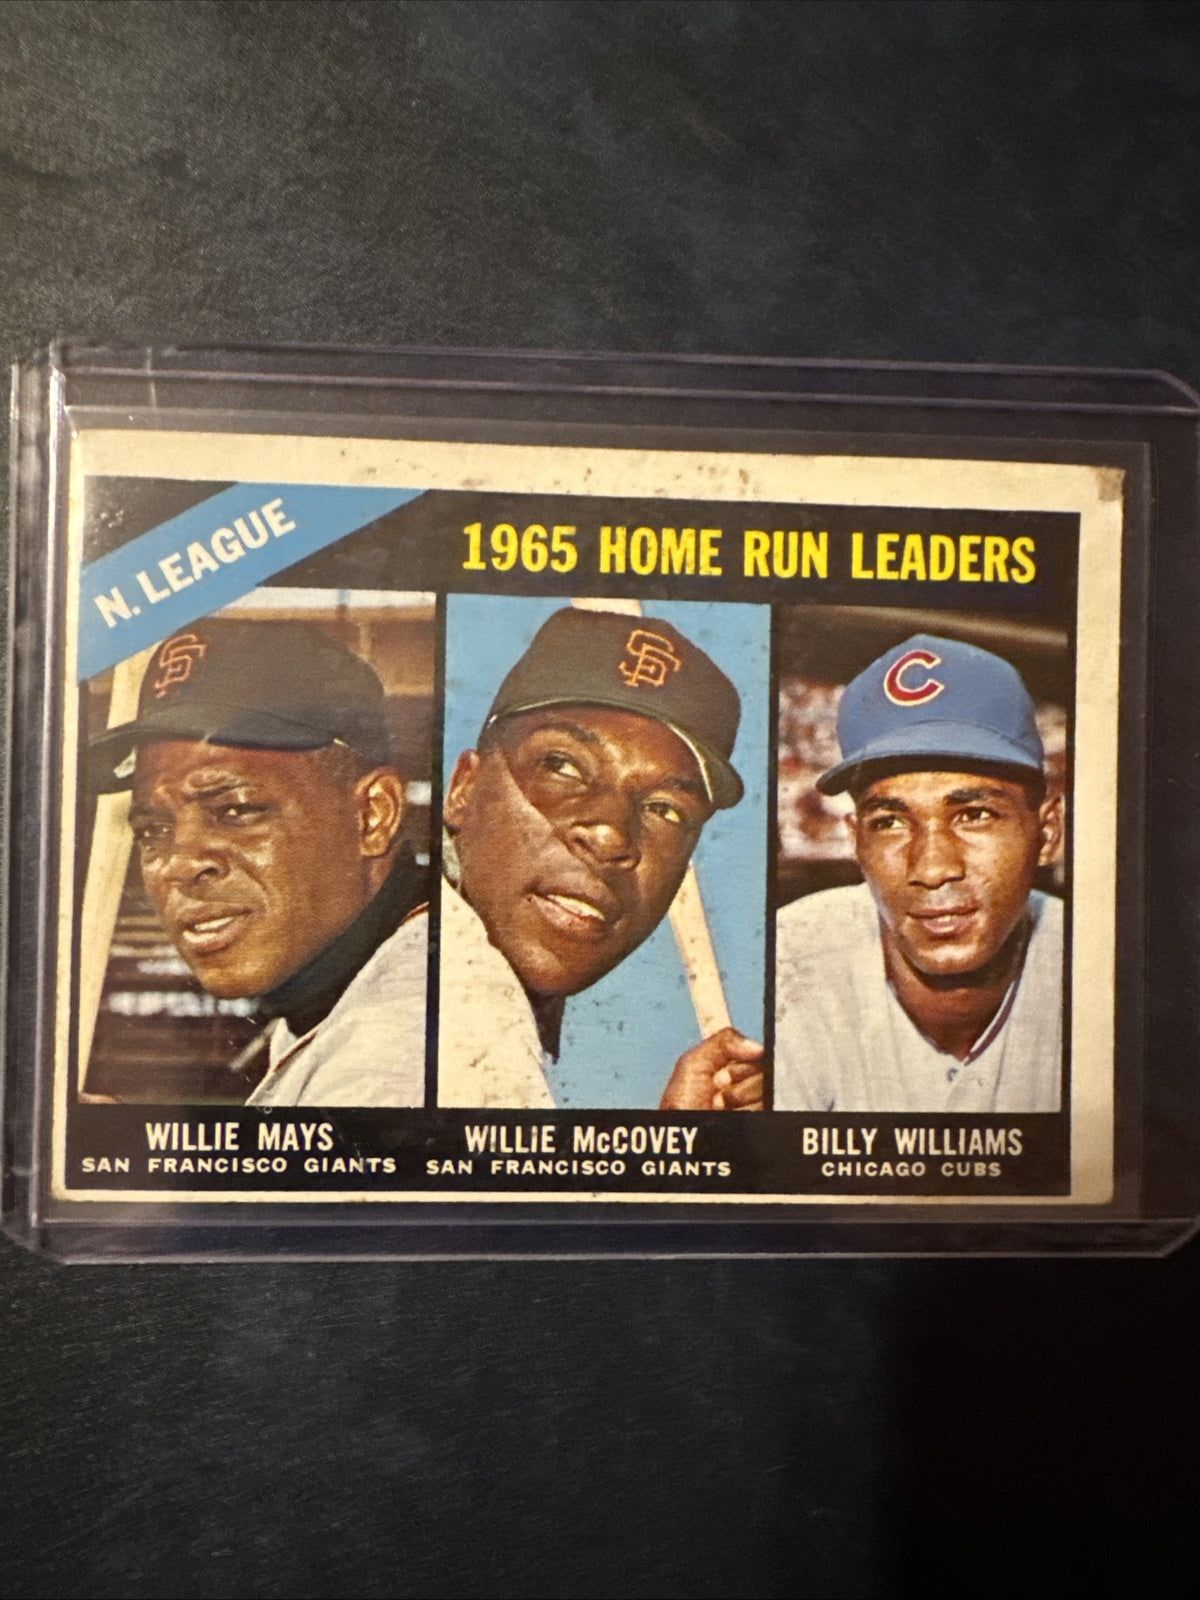 N. LEAGUE
1965 HOME RUN LEADERS
SF
SF
C
WILLIE MAYS
SAN FRANCISCO GIANTS
WILLIE McCOVEY
SAN FRANCISCO GIANTS
BILLY WILLIAMS
CHICAGO CUBS